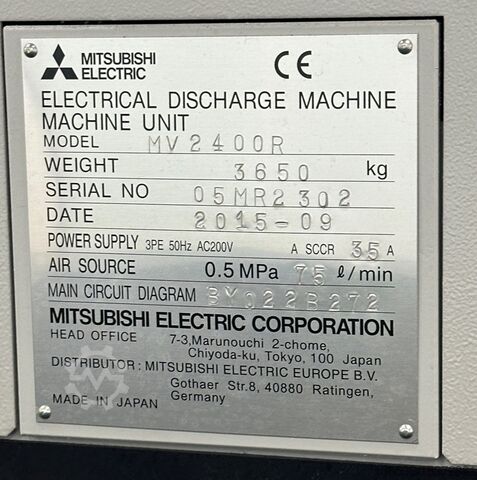 MITSUBISHI
ELECTRIC
CE
ELECTRICAL DISCHARGE MACHINE
MACHINE UNIT
MODEL MV2400R
WEIGHT 3650 kg
SERIAL NO 05MR2302
DATE 2015-09
POWER SUPPLY 3PE 50Hz AC200V A SCCR 35 A
AIR SOURCE 0.5 MPa 75 ℓ/min
MAIN CIRCUIT DIAGRAM BY022B272
MITSUBISHI ELECTRIC CORPORATION
HEAD OFFICE 7-3,Marunouchi 2-chome,
Chiyoda-ku, Tokyo, 100 Japan
DISTRIBUTOR: MITSUBISHI ELECTRIC EUROPE B.V.
Gothaer Str.8, 40880 Ratingen,
Germany
MADE IN JAPAN